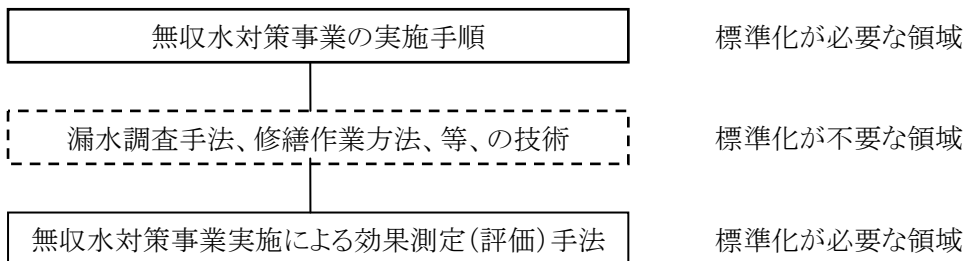 無収水対策事業の実施手順 標準化が必要な領域
漏水調査手法、修繕作業方法、等、の技術 標準化が不要な領域
無収水対策事業実施による効果測定(評価)手法 標準化が必要な領域